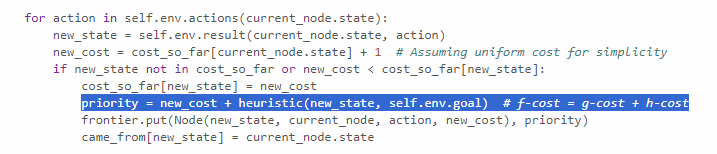 for action in self.env.actions(current_node.state):
    new_state = self.env.result(current_node.state, action)
    new_cost = cost_so_far[current_node.state] + 1  # Assuming uniform cost for simplicity
    if new_state not in cost_so_far or new_cost < cost_so_far[new_state]:
        cost_so_far[new_state] = new_cost
        priority = new_cost + heuristic(new_state, self.env.goal)  # f-cost = g-cost + h-cost
        frontier.put(Node(new_state, current_node, action, new_cost), priority)
        came_from[new_state] = current_node.state